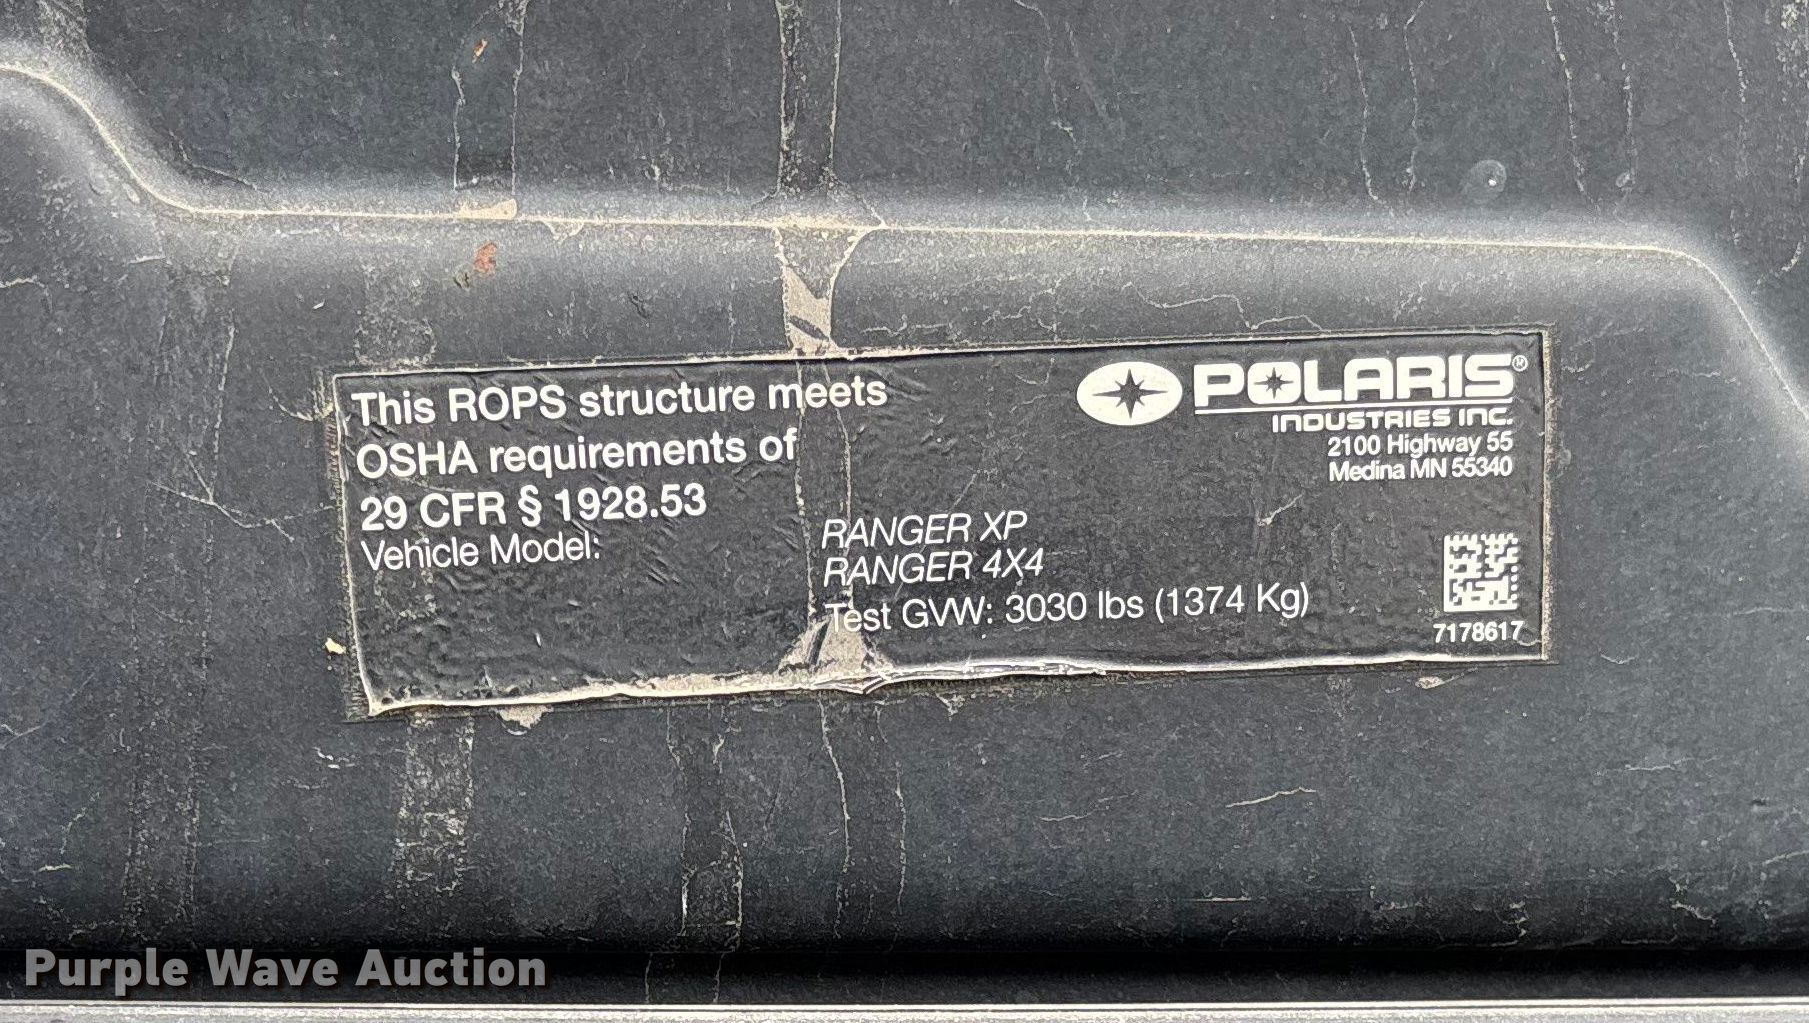 This ROPS structure meets
OSHA requirements of
29 CFR § 1928.53
Vehicle Model:
RANGER XP
RANGER 4X4
Test GVW: 3030 lbs (1374 Kg)
POLARIS®
INDUSTRIES INC.
2100 Highway 55
Medina MN 55340
7178617
Purple Wave Auction